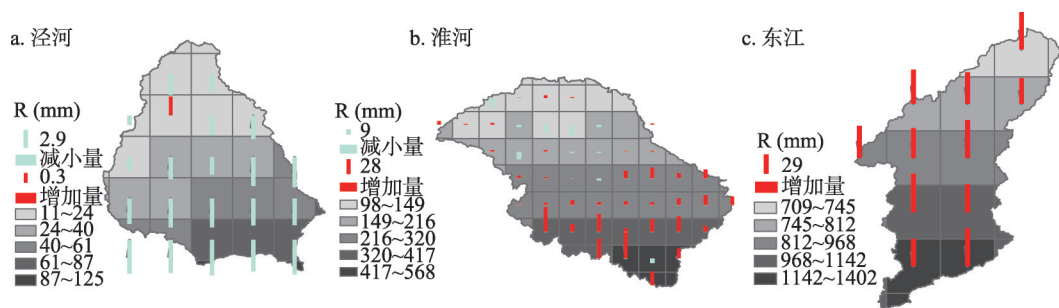 a. 泾河
R (mm)
2.9
减小量
0.3
增加量
11~24
24~40
40~61
61~87
87~125
b. 淮河
R (mm)
9
减小量
28
增加量
98~149
149~216
216~320
320~417
417~568
c. 东江
R (mm)
29
增加量
709~745
745~812
812~968
968~1142
1142~1402